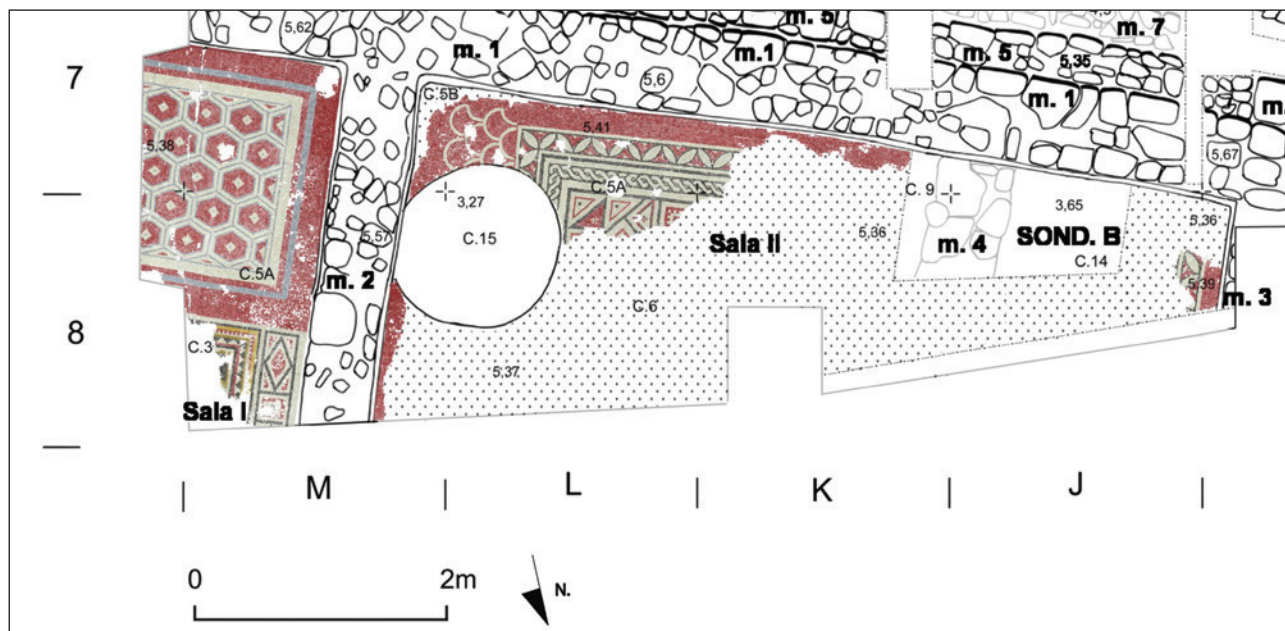 m. 5
4,5
m. 7
5,62
m. 1
m.1
m. 5
5,35
7
5,6
m. 1
m.
C.5B
5,41
5,67
5,38
C.5A
C. 9
3,27
3,65
5,36
C.15
5,57
Sala II
5,36
m. 4
SOND. B
C.14
C.5A
m. 2
5,39
m. 3
C.6
8
C.3
5,37
Sala I
M
L
K
J
0
2m
N.